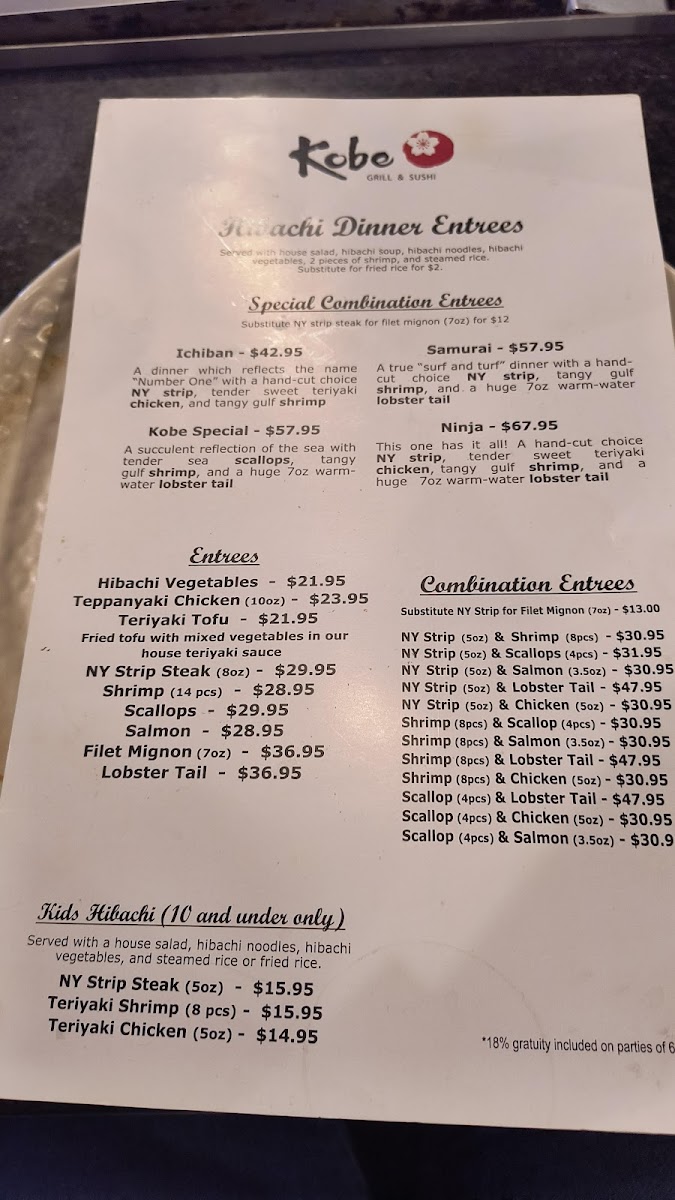 Kobe
GRILL & SUSHI
Hibachi Dinner Entrees
Served with house salad, hibachi soup, hibachi noodles, hibachi
vegetables, 2 pieces of shrimp, and steamed rice.
Substitute for fried rice for $2.
Special Combination Entrees
Substitute NY strip steak for filet mignon (7oz) for $12
Ichiban - $42.95
A dinner which reflects the name
"Number One" with a hand-cut choice
NY strip, tender sweet teriyaki
chicken, and tangy gulf shrimp
Kobe Special - $57.95
A succulent reflection of the sea with
tender sea scallops, tangy
gulf shrimp, and a huge 7oz warm-
water lobster tail
Samurai - $57.95
A true "surf and turf" dinner with a hand-
cut choice NY strip, tangy gulf
shrimp, and a huge 7oz warm-water
lobster tail
Ninja - $67.95
This one has it all! A hand-cut choice
NY strip, tender sweet teriyaki
chicken, tangy gulf shrimp, and a
huge 7oz warm-water lobster tail
Entrees
Hibachi Vegetables - $21.95
Teppanyaki Chicken (10oz) - $23.95
Teriyaki Tofu - $21.95
Fried tofu with mixed vegetables in our
house teriyaki sauce
NY Strip Steak (8oz) - $29.95
Shrimp (14 pcs) - $28.95
Scallops - $29.95
Salmon - $28.95
Filet Mignon (7oz) - $36.95
Lobster Tail - $36.95
Combination Entrees
Substitute NY Strip for Filet Mignon (7oz) - $13.00
NY Strip (5oz) & Shrimp (8pcs) - $30.95
NY Strip (5oz) & Scallops (4pcs) - $31.95
NY Strip (5oz) & Salmon (3.5oz) - $30.95
NY Strip (5oz) & Lobster Tail - $47.95
NY Strip (5oz) & Chicken (5oz) - $30.95
Shrimp (8pcs) & Scallop (4pcs) - $30.95
Shrimp (8pcs) & Salmon (3.5oz) - $30.95
Shrimp (8pcs) & Lobster Tail - $47.95
Shrimp (8pcs) & Chicken (5oz) - $30.95
Scallop (4pcs) & Lobster Tail - $47.95
Scallop (4pcs) & Chicken (5oz) - $30.95
Scallop (4pcs) & Salmon (3.5oz) - $30.9
Kids Hibachi (10 and under only)
Served with a house salad, hibachi noodles, hibachi
vegetables, and steamed rice or fried rice.
NY Strip Steak (5oz) - $15.95
Teriyaki Shrimp (8 pcs) - $15.95
Teriyaki Chicken (5oz) - $14.95
*18% gratuity included on parties of 6